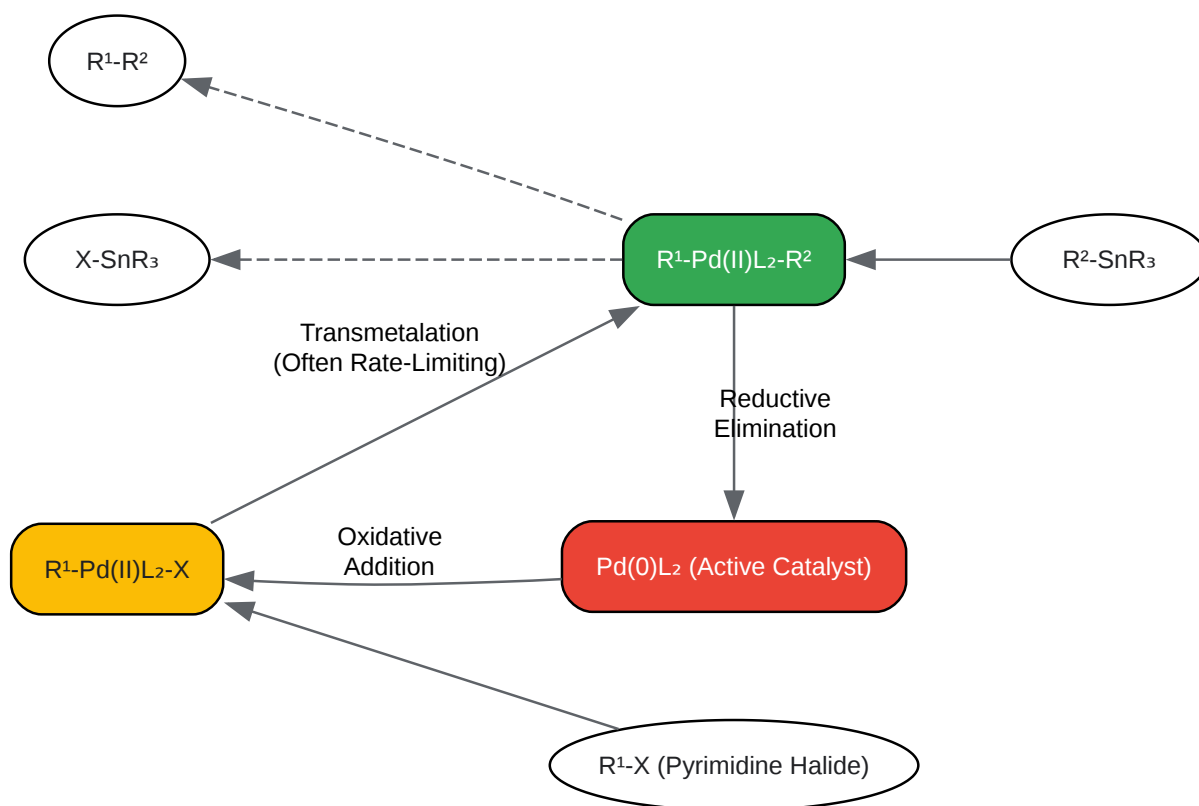 R¹-R²
X-SnR₃
R¹-Pd(II)L₂-R²
R²-SnR₃
Transmetalation
(Often Rate-Limiting)
Reductive
Elimination
Oxidative
Addition
R¹-Pd(II)L₂-X
Pd(0)L₂ (Active Catalyst)
R¹-X (Pyrimidine Halide)